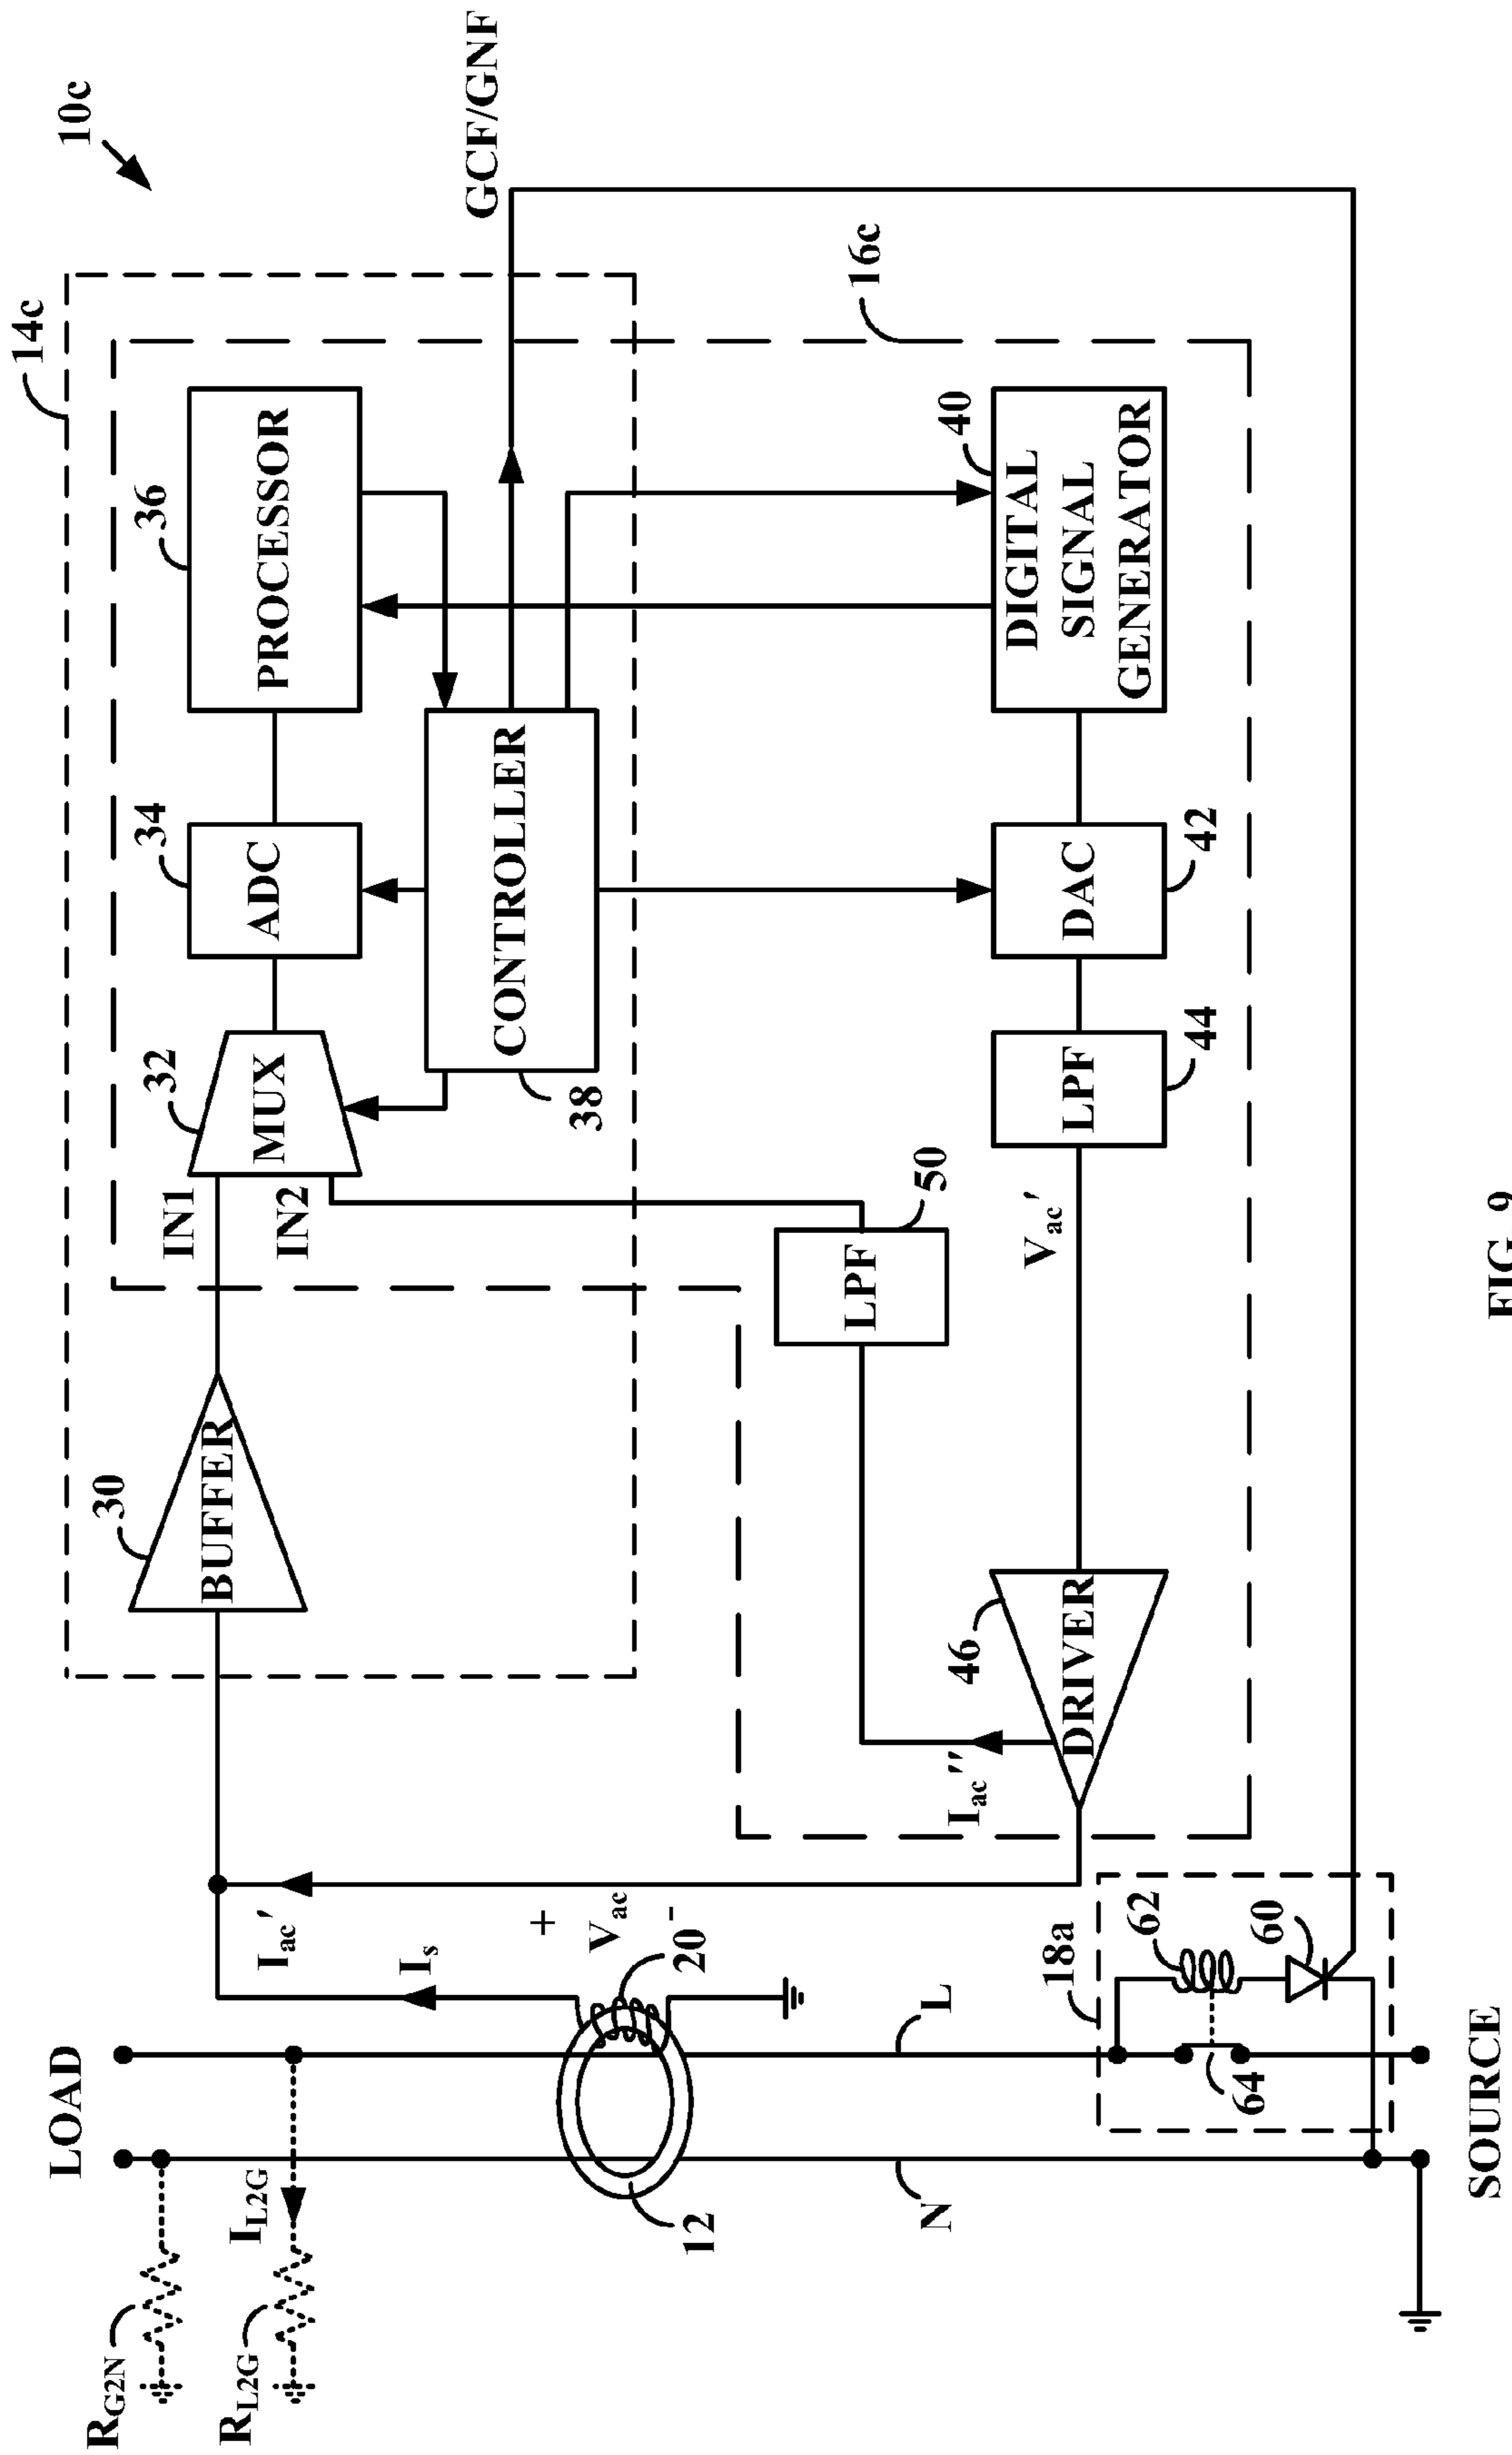 10c
14c
GCF/GNF
16c
30
BUFFER
IN1
IN2
32
MUX
34
ADC
36
PROCESSOR
CONTROLLER
38
40
DIGITAL
SIGNAL
GENERATOR
DAC
42
LPF
44
LPF
50
Vac'
46
DRIVER
Iac''
Iac'
Is
+
Vac
-
20
LOAD
RG2N
RL2G
IL2G
12
L
N
18a
62
60
64
SOURCE
FIG. 9